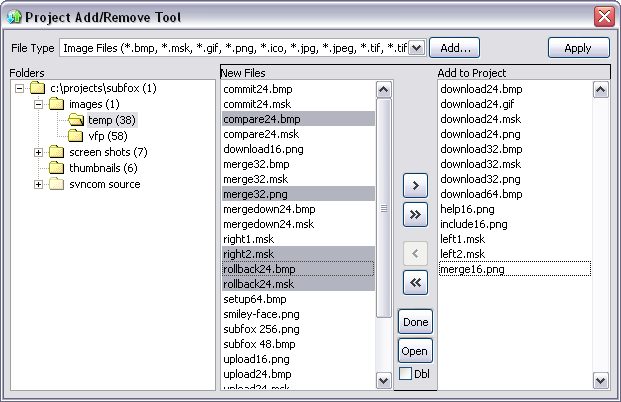 Project Add/Remove Tool
File Type
Image Files (*.bmp, *.msk, *.gif, *.png, *.ico, *.jpg, *.jpeg, *.tif, *.tiff
Add...
Apply
Folders
c:\projects\subfox (1)
images (1)
temp (38)
vfp (58)
screen shots (7)
thumbnails (6)
svncom source
New Files
commit24.bmp
commit24.msk
compare24.bmp
compare24.msk
download16.png
merge32.bmp
merge32.msk
merge32.png
mergedown24.bmp
mergedown24.msk
right1.msk
right2.msk
rollback24.bmp
rollback24.msk
setup64.bmp
smiley-face.png
subfox 256.png
subfox 48.bmp
upload16.png
upload24.bmp
upload24.msk
>
>>
<
<<
Done
Open
Dbl
Add to Project
download24.bmp
download24.gif
download24.msk
download24.png
download32.bmp
download32.msk
download32.png
download64.bmp
help16.png
include16.png
left1.msk
left2.msk
merge16.png